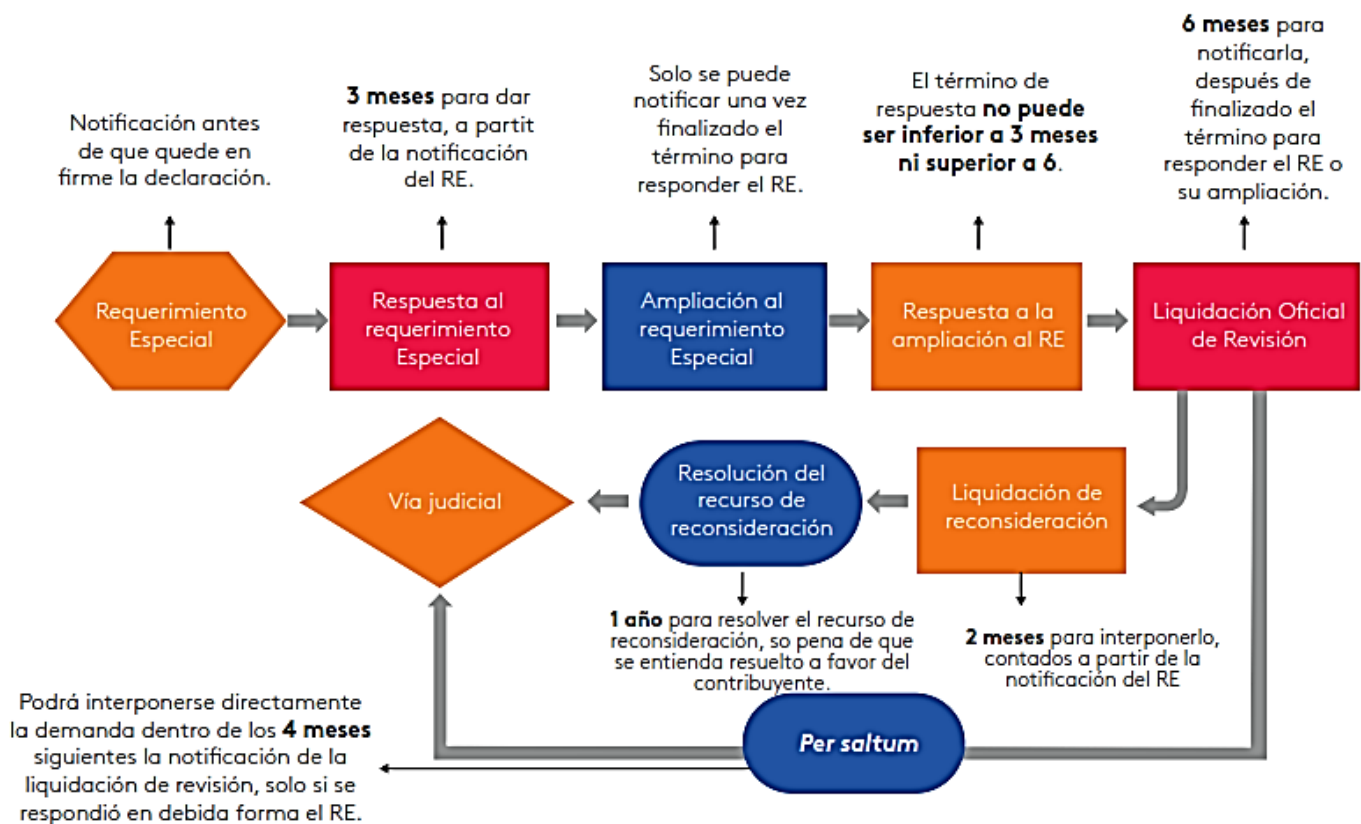 Notificación antes
de que quede en
firme la declaración.
3 meses para dar
respuesta, a partit
de la notificación
del RE.
Solo se puede
notificar una vez
finalizado el
término para
responder el RE.
El término de
respuesta no puede
ser inferior a 3 meses
ni superior a 6.
6 meses para
notificarla,
después de
finalizado el
término para
responder el RE o
su ampliación.
Requerimiento
Especial
Respuesta al
requerimiento
Especial
Ampliación al
requerimiento
Especial
Respuesta a la
ampliación al RE
Liquidación Oficial
de Revisión
Vía judicial
Resolución del
recurso de
reconsideración
Liquidación de
reconsideración
1 año para resolver el recurso de
reconsideración, so pena de que
se entienda resuelto a favor del
contribuyente.
2 meses para interponerlo,
contados a partir de la
notificación del RE
Podrá interponerse directamente
la demanda dentro de los 4 meses
siguientes la notificación de la
liquidación de revisión, solo si se
respondió en debida forma el RE.
Per saltum